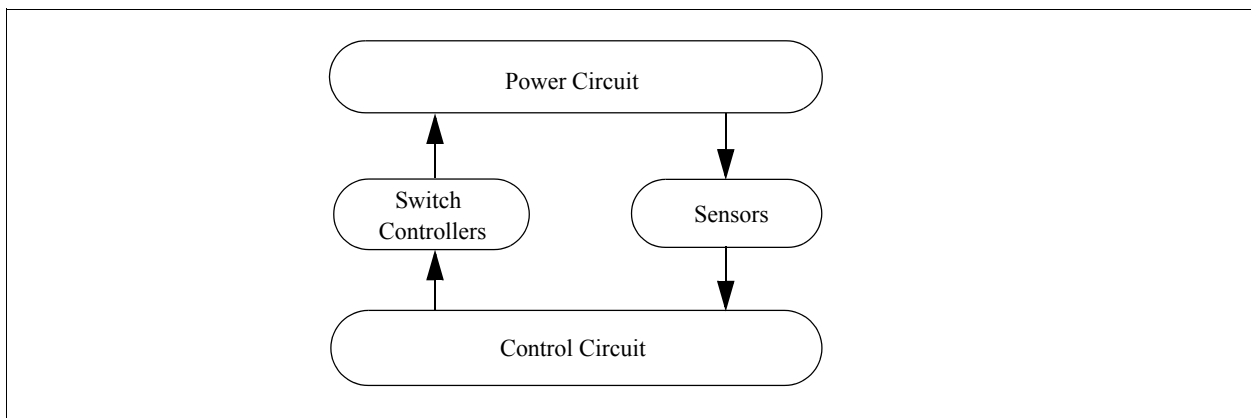 Power Circuit
Switch
Controllers
Sensors
Control Circuit